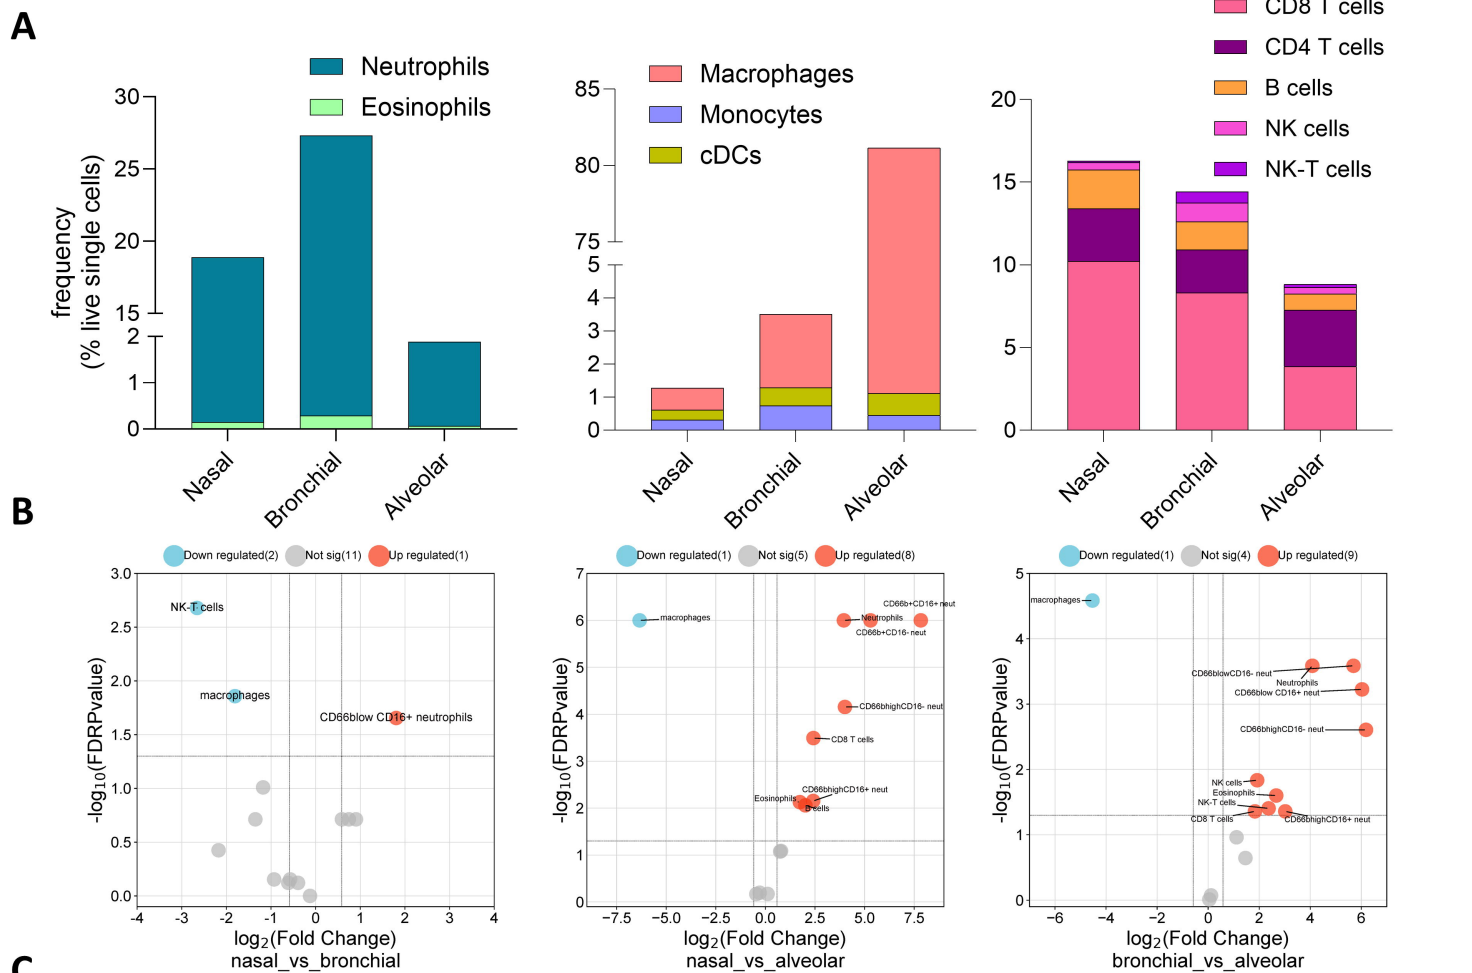 A
Neutrophils
Eosinophils
frequency
(% live single cells)
30
25
20
15
2
1
0
Nasal
Bronchial
Alveolar
Macrophages
Monocytes
cDCs
85
80
75
5
4
3
2
1
0
Nasal
Bronchial
Alveolar
CD8 T cells
CD4 T cells
B cells
NK cells
NK-T cells
20
15
10
5
0
Nasal
Bronchial
Alveolar
B
Down regulated(2) Not sig(11) Up regulated(1)
-log10(FDRPvalue)
3.0
2.5
2.0
1.5
1.0
0.5
0.0
NK-T cells
macrophages
CD66blow CD16+ neutrophils
-4 -3 -2 -1 0 1 2 3 4
log2(Fold Change)
nasal_vs_bronchial
Down regulated(1) Not sig(5) Up regulated(8)
-log10(FDRPvalue)
7
6
5
4
3
2
1
0
CD66b+CD16+ neut
macrophages
Neutrophils
CD66b+CD16- neut
CD66bhighCD16- neut
CD8 T cells
CD66bhighCD16+ neut
Eosinophils
B cells
−7.5 −5.0 −2.5 0.0 2.5 5.0 7.5
log2(Fold Change)
nasal_vs_alveolar
Down regulated(1) Not sig(4) Up regulated(9)
-log10(FDRPvalue)
5
4
3
2
1
0
macrophages
CD66blowCD16- neut
Neutrophils
CD66blow CD16+ neut
CD66bhighCD16- neut
NK cells
Eosinophils
NK-T cells
CD8 T cells
CD66bhighCD16+ neut
−6 −4 −2 0 2 4 6
log2(Fold Change)
bronchial_vs_alveolar
C